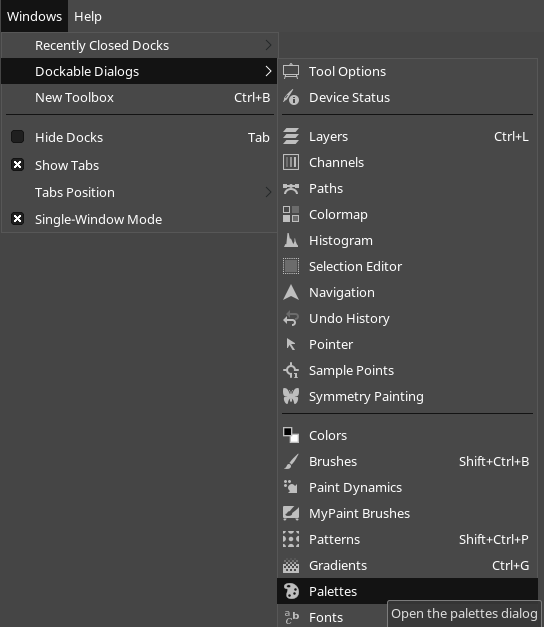 Windows Help
Recently Closed Docks
Dockable Dialogs
New Toolbox Ctrl+B
Hide Docks Tab
Show Tabs
Tabs Position
Single-Window Mode
Tool Options
Device Status
Layers Ctrl+L
Channels
Paths
Colormap
Histogram
Selection Editor
Navigation
Undo History
Pointer
Sample Points
Symmetry Painting
Colors
Brushes Shift+Ctrl+B
Paint Dynamics
MyPaint Brushes
Patterns Shift+Ctrl+P
Gradients Ctrl+G
Palettes
Open the palettes dialog
Fonts